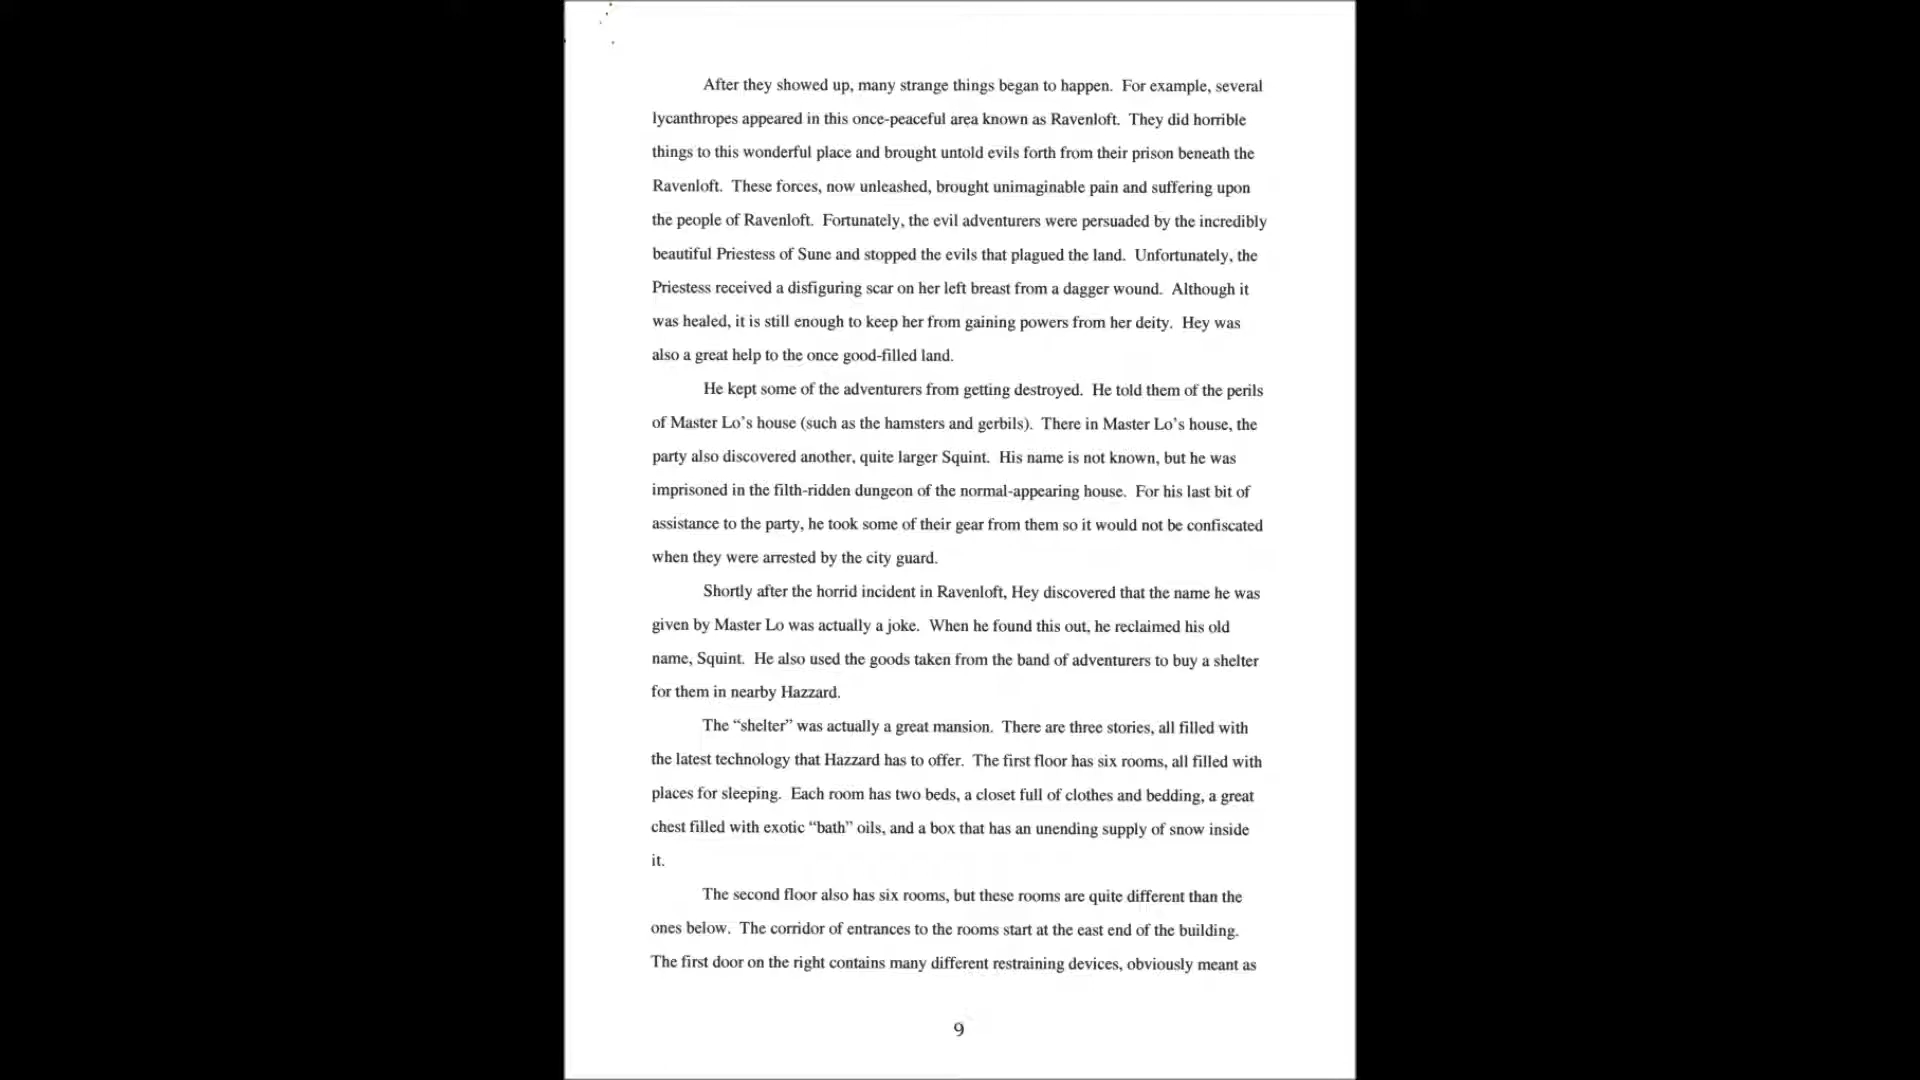 After they showed up, many strange things began to happen.  For example, several
lycanthropes appeared in this once-peaceful area known as Ravenloft.  They did horrible
things to this wonderful place and brought untold evils forth from their prison beneath the
Ravenloft.  These forces, now unleashed, brought unimaginable pain and suffering upon
the people of Ravenloft.  Fortunately, the evil adventurers were persuaded by the incredibly
beautiful Priestess of Sune and stopped the evils that plagued the land.  Unfortunately, the
Priestess received a disfiguring scar on her left breast from a dagger wound.  Although it
was healed, it is still enough to keep her from gaining powers from her deity.  Hey was
also a great help to the once good-filled land.
He kept some of the adventurers from getting destroyed.  He told them of the perils
of Master Lo’s house (such as the hamsters and gerbils).  There in Master Lo’s house, the
party also discovered another, quite larger Squint.  His name is not known, but he was
imprisoned in the filth-ridden dungeon of the normal-appearing house.  For his last bit of
assistance to the party, he took some of their gear from them so it would not be confiscated
when they were arrested by the city guard.
Shortly after the horrid incident in Ravenloft, Hey discovered that the name he was
given by Master Lo was actually a joke.  When he found this out, he reclaimed his old
name, Squint.  He also used the goods taken from the band of adventurers to buy a shelter
for them in nearby Hazzard.
The “shelter” was actually a great mansion.  There are three stories, all filled with
the latest technology that Hazzard has to offer.  The first floor has six rooms, all filled with
places for sleeping.  Each room has two beds, a closet full of clothes and bedding, a great
chest filled with exotic “bath” oils, and a box that has an unending supply of snow inside
it.
The second floor also has six rooms, but these rooms are quite different than the
ones below.  The corridor of entrances to the rooms start at the east end of the building.
The first door on the right contains many different restraining devices, obviously meant as
9